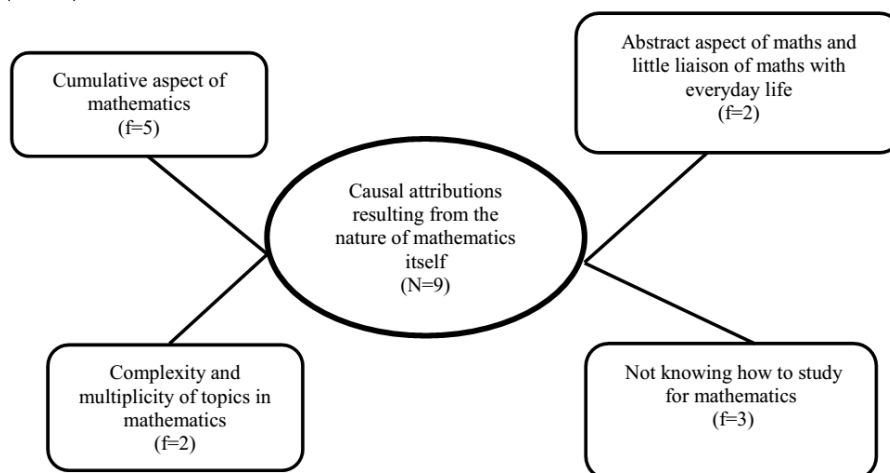 Cumulative aspect of
mathematics
(f=5)
Abstract aspect of maths and
little liaison of maths with
everyday life
(f=2)
Causal attributions
resulting from the
nature of mathematics
itself
(N=9)
Complexity and
multiplicity of topics in
mathematics
(f=2)
Not knowing how to study
for mathematics
(f=3)